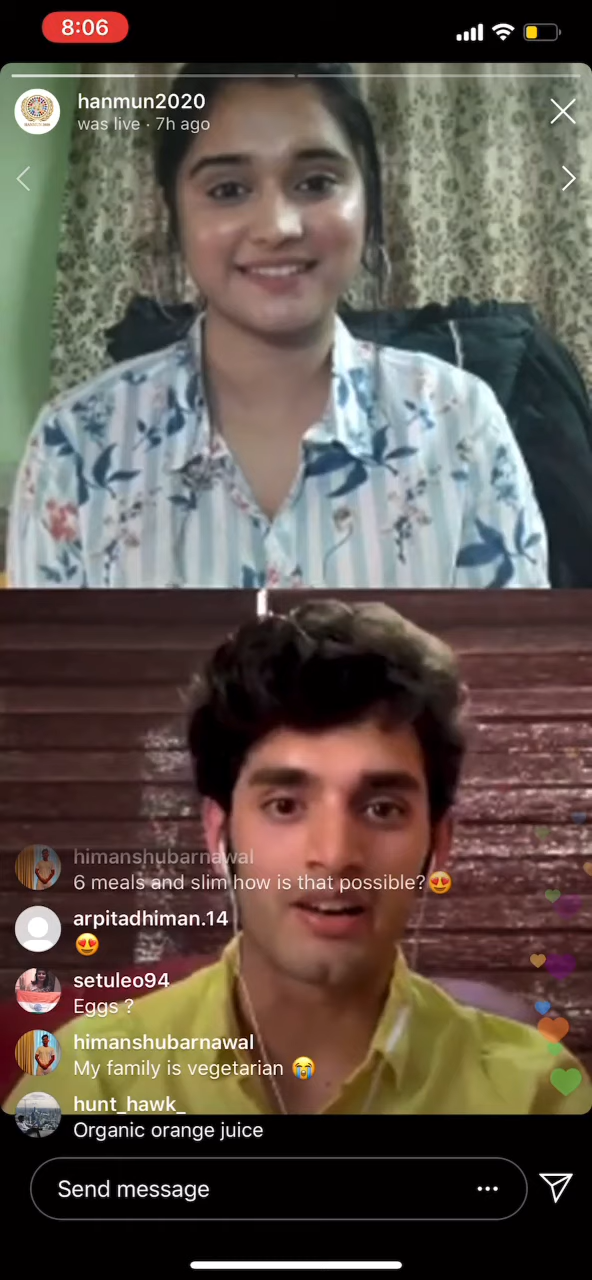 8:06
hanmun2020
was live · 7h ago
himanshubarnawal
6 meals and slim how is that possible?😍
arpitadhiman.14
😍
setuleo94
Eggs ?
himanshubarnawal
My family is vegetarian 😭
hunt_hawk_
Organic orange juice
Send message